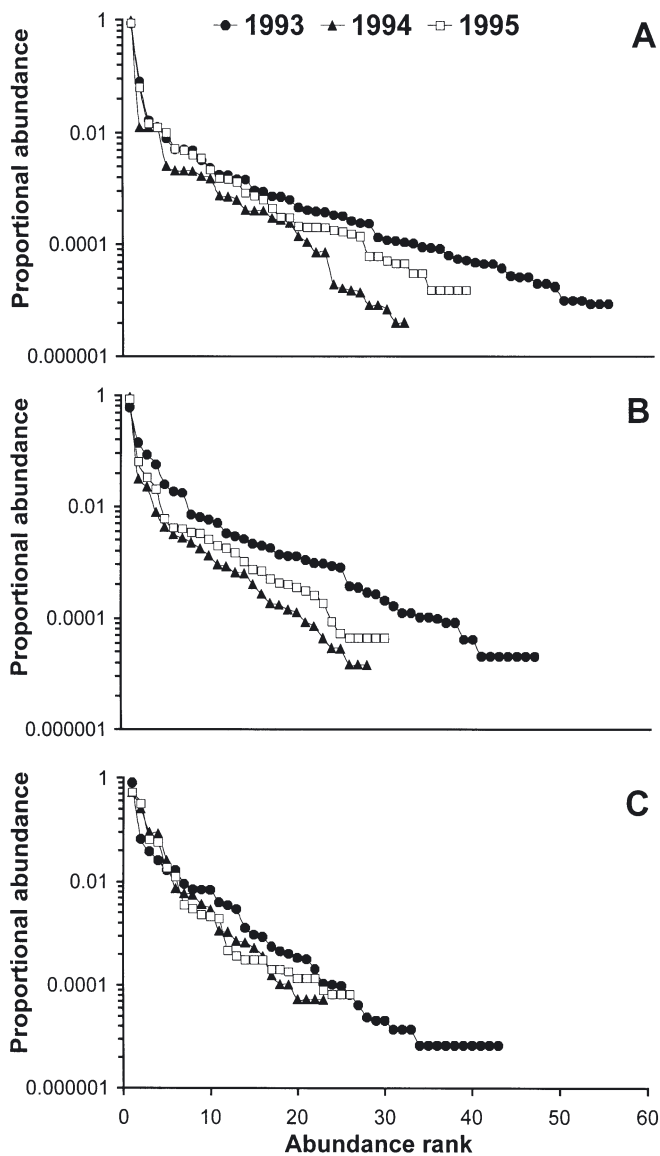 1993 1994 1995
A
Proportional abundance
1
0.01
0.0001
0.000001
B
Proportional abundance
1
0.01
0.0001
0.000001
C
Proportional abundance
1
0.01
0.0001
0.000001
0 10 20 30 40 50 60
Abundance rank